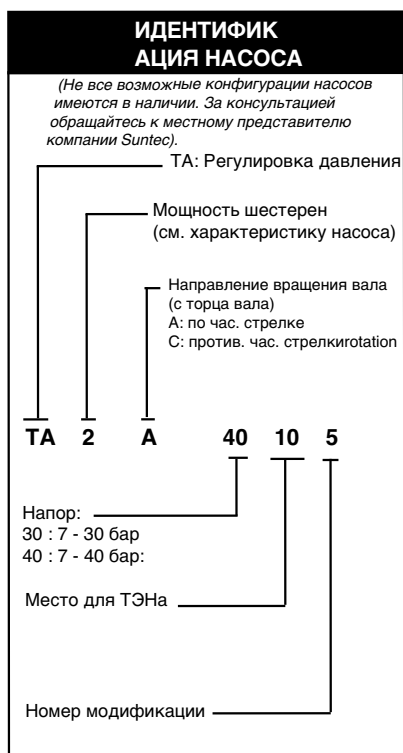 ИДЕНТИФИК
АЦИЯ НАСОСА
(Не все возможные конфигурации насосов
имеются в наличии. За консультацией
обращайтесь к местному представителю
компании Suntec).
ТА: Регулировка давления
Мощность шестерен
(см. характеристику насоса)
Направление вращения вала
(с торца вала)
А: по час. стрелке
С: против. час. стрелкиrotation
ТА 2 А 40 10 5
Напор:
30 : 7 - 30 бар
40 : 7 - 40 бар:
Место для ТЭНа
Номер модификации